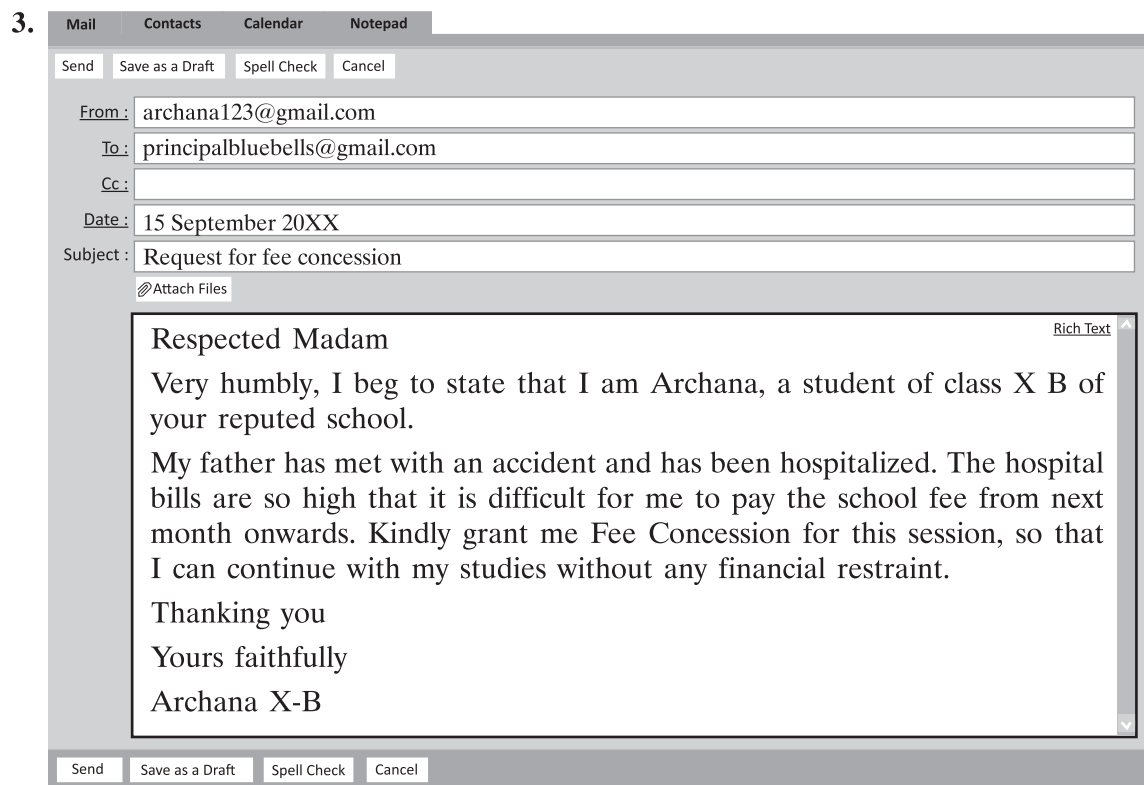 3.
Mail Contacts Calendar Notepad
Send Save as a Draft Spell Check Cancel
From : archana123@gmail.com
To : principalbluebells@gmail.com
Cc :
Date : 15 September 20XX
Subject : Request for fee concession
Attach Files
Rich Text
Respected Madam
Very humbly, I beg to state that I am Archana, a student of class X B of
your reputed school.
My father has met with an accident and has been hospitalized. The hospital
bills are so high that it is difficult for me to pay the school fee from next
month onwards. Kindly grant me Fee Concession for this session, so that
I can continue with my studies without any financial restraint.
Thanking you
Yours faithfully
Archana X-B
Send Save as a Draft Spell Check Cancel